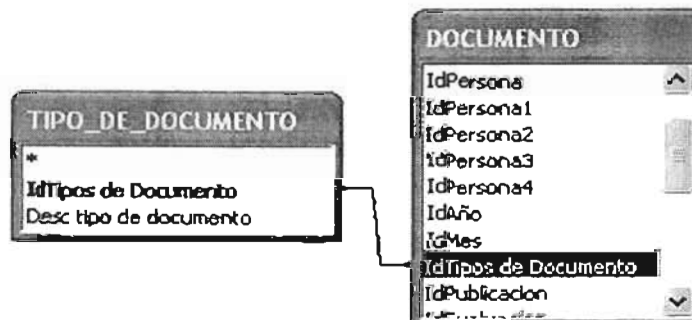 TIPO_DE_DOCUMENTO
*
IdTipos de Documento
Desc tipo de documento
DOCUMENTO
IdPersona
IdPersona1
IdPersona2
IdPersona3
IdPersona4
IdAño
IdMes
IdTipos de Documento
IdPublicacion